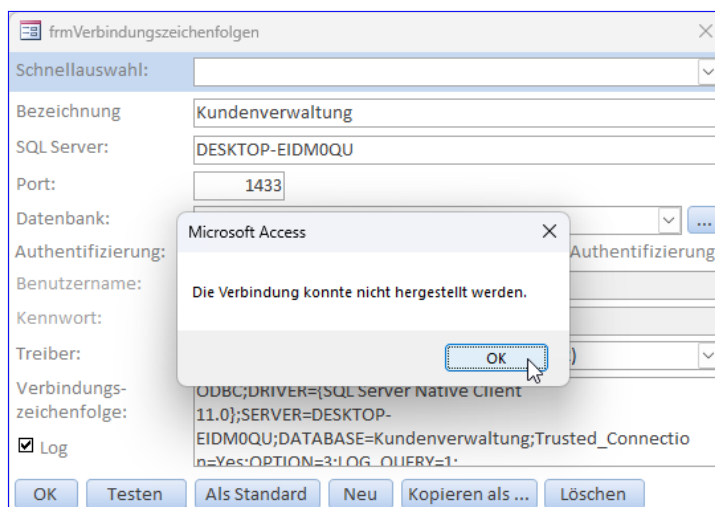 frmVerbindungszeichenfolgen
Schnellauswahl:
Bezeichnung Kundenverwaltung
SQL Server: DESKTOP-EIDM0QU
Port: 1433
Datenbank: ...
Microsoft Access
Authentifizierung: Authentifizierung
Benutzername:
Die Verbindung konnte nicht hergestellt werden.
Kennwort:
OK
Treiber: )
Verbindungs-
zeichenfolge:
ODBC;DRIVER={SQL Server Native Client
11.0};SERVER=DESKTOP-
EIDM0QU;DATABASE=Kundenverwaltung;Trusted_Connectio
n=Yes;OPTION=3;LOG_QUERY=1;
Log
OK Testen Als Standard Neu Kopieren als ... Löschen